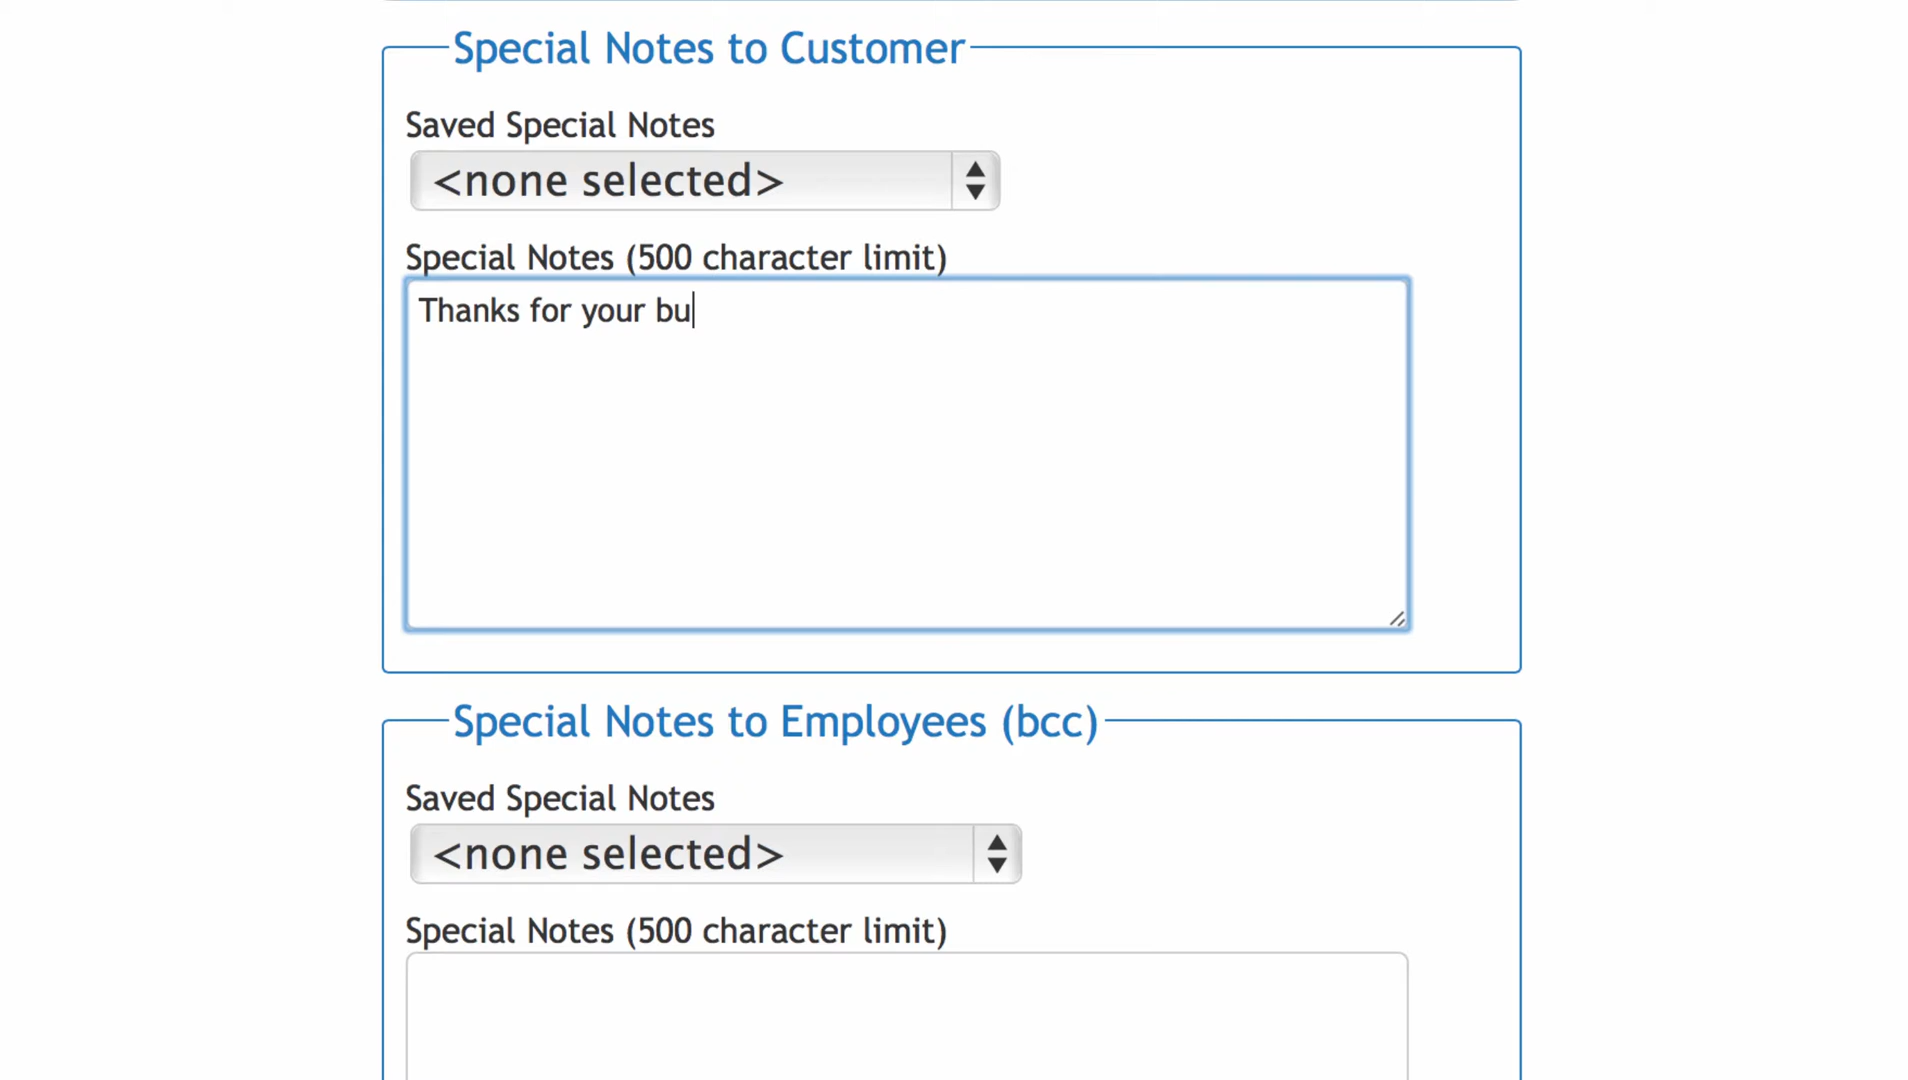 Special Notes to Customer
Saved Special Notes
<none selected>
Special Notes (500 character limit)
Thanks for your bu
Special Notes to Employees (bcc)
Saved Special Notes
<none selected>
Special Notes (500 character limit)